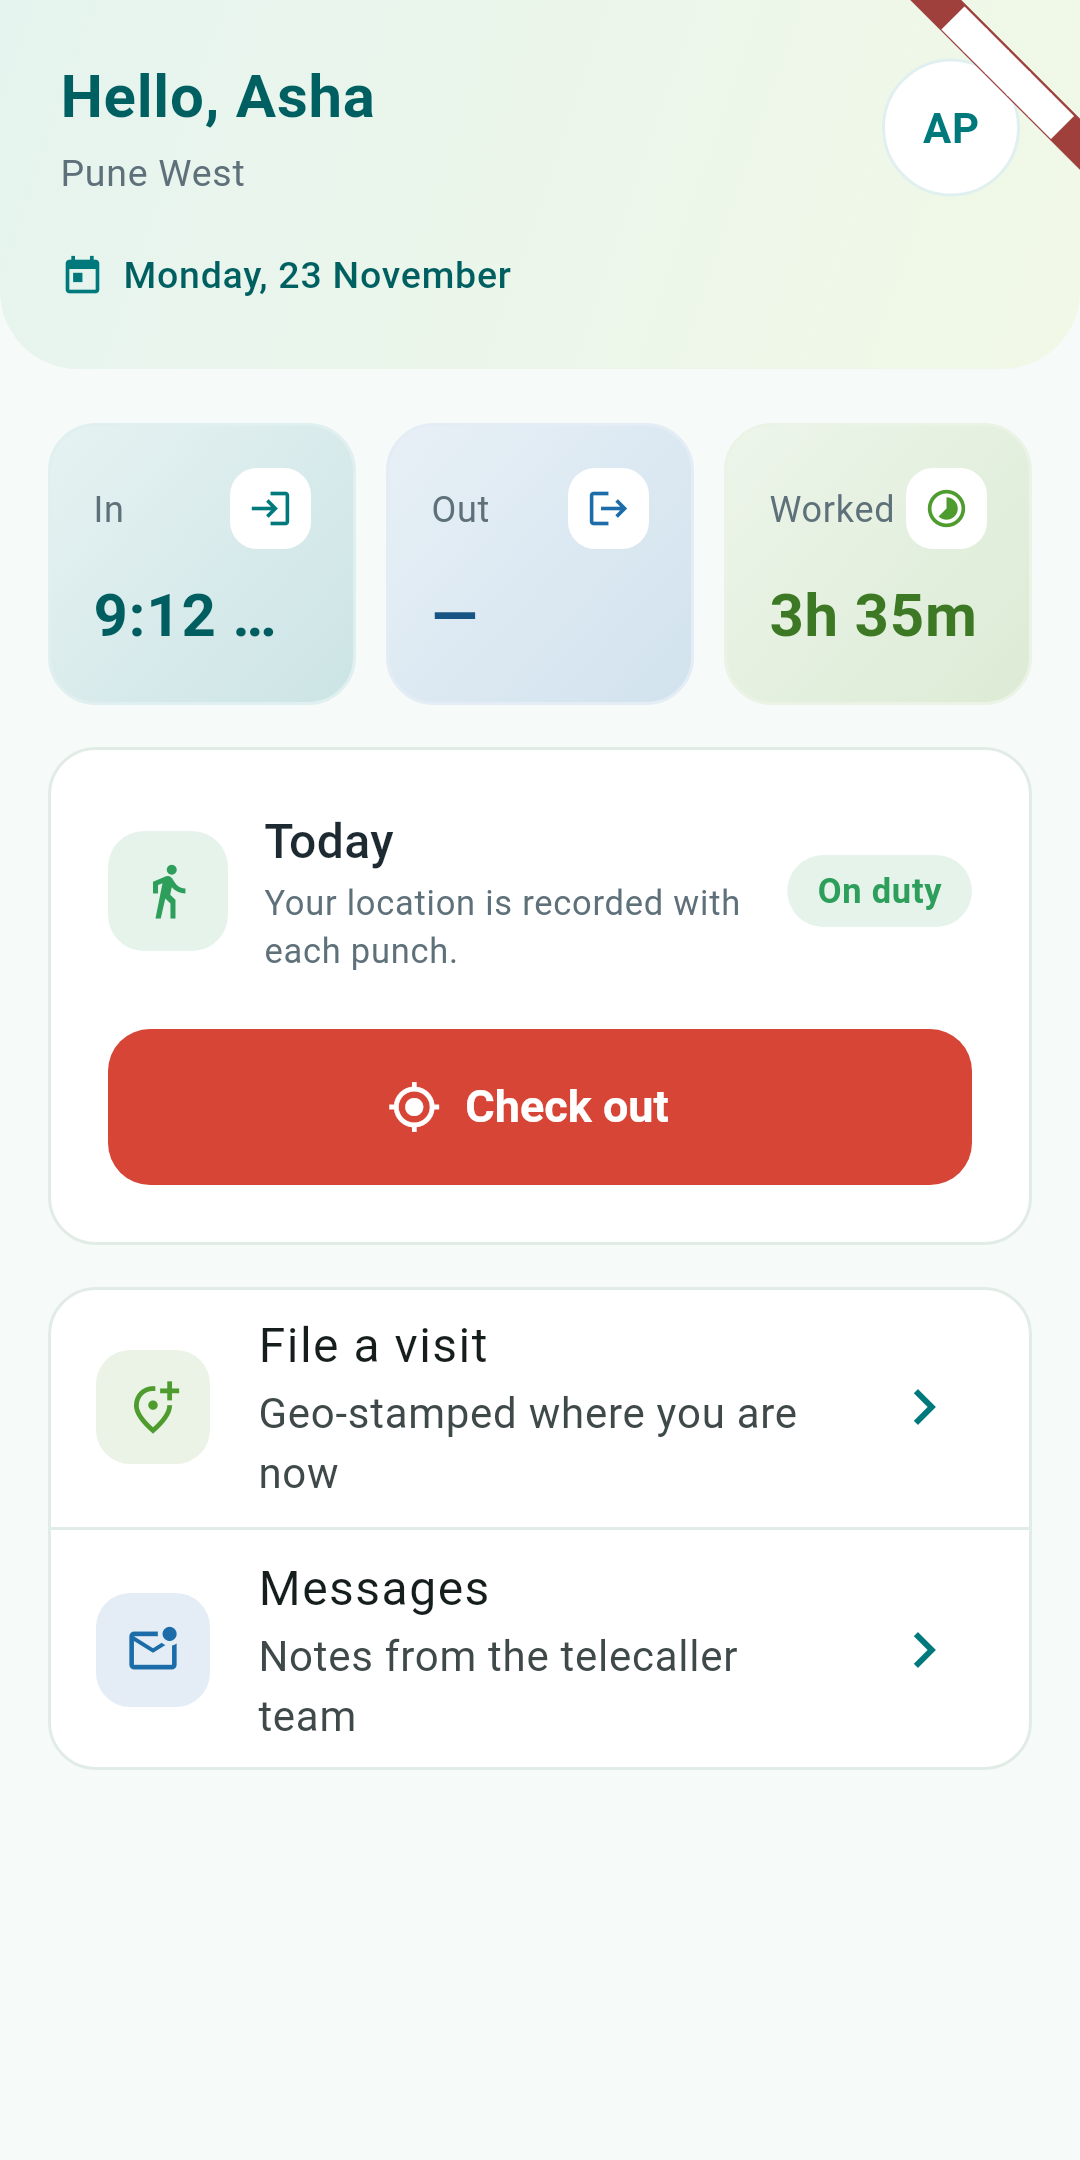 Hello, Asha
AP
Pune West
Monday, 23 November
In
Out
Worked
9:12 ...
—
3h 35m
Today
Your location is recorded with
each punch.
On duty
Check out
File a visit
Geo-stamped where you are
now
Messages
Notes from the telecaller
team